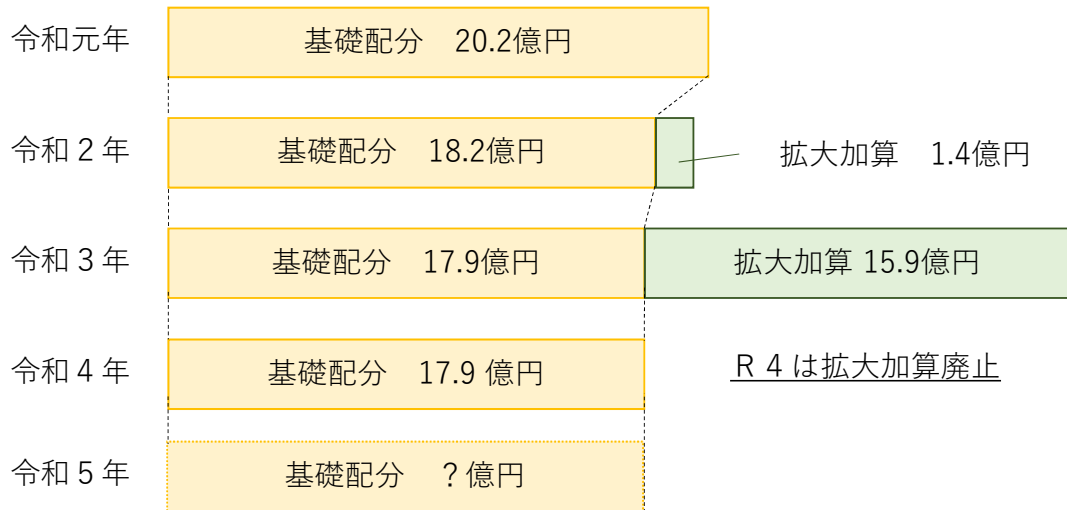 令和元年
基礎配分　20.2億円
令和２年
基礎配分　18.2億円
拡大加算　1.4億円
令和３年
基礎配分　17.9億円
拡大加算 15.9億円
令和４年
基礎配分　17.9 億円
Ｒ４は拡大加算廃止
令和５年
基礎配分　？億円